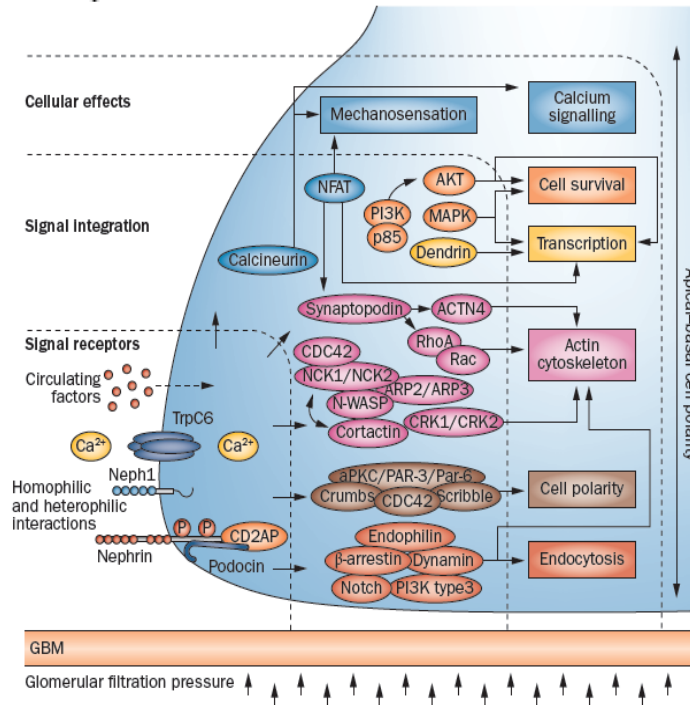 Cellular effects
Mechanosensation
Calcium
signalling
Signal integration
NFAT
AKT
PI3K
p85
MAPK
Dendrin
Calcineurin
Cell survival
Transcription
Synaptopodin
ACTN4
RhoA
Rac
Actin
cytoskeleton
Signal receptors
Circulating
factors
CDC42
NCK1/NCK2
ARP2/ARP3
N-WASP
CRK1/CRK2
Cortactin
TrpC6
Ca²⁺
Ca²⁺
Neph1
Homophilic
and heterophilic
interactions
aPKC/PAR-3/Par-6
Crumbs
CDC42
Scribble
Cell polarity
P
P
CD2AP
Nephrin
Podocin
Endophilin
β-arrestin
Dynamin
Notch
PI3K type3
Endocytosis
GBM
Glomerular filtration pressure